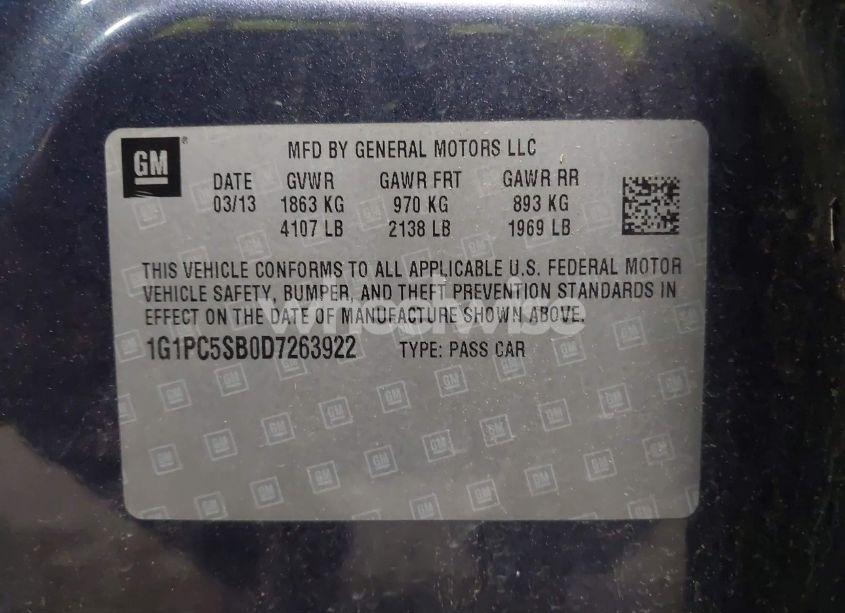 GM
MFD BY GENERAL MOTORS LLC
DATE GVWR GAWR FRT GAWR RR
03/13 1863 KG 970 KG 893 KG
4107 LB 2138 LB 1969 LB
THIS VEHICLE CONFORMS TO ALL APPLICABLE U.S. FEDERAL MOTOR
VEHICLE SAFETY, BUMPER, AND THEFT PREVENTION STANDARDS IN
EFFECT ON THE DATE OF MANUFACTURE SHOWN ABOVE.
wheelwise
1G1PC5SB0D7263922 TYPE: PASS CAR